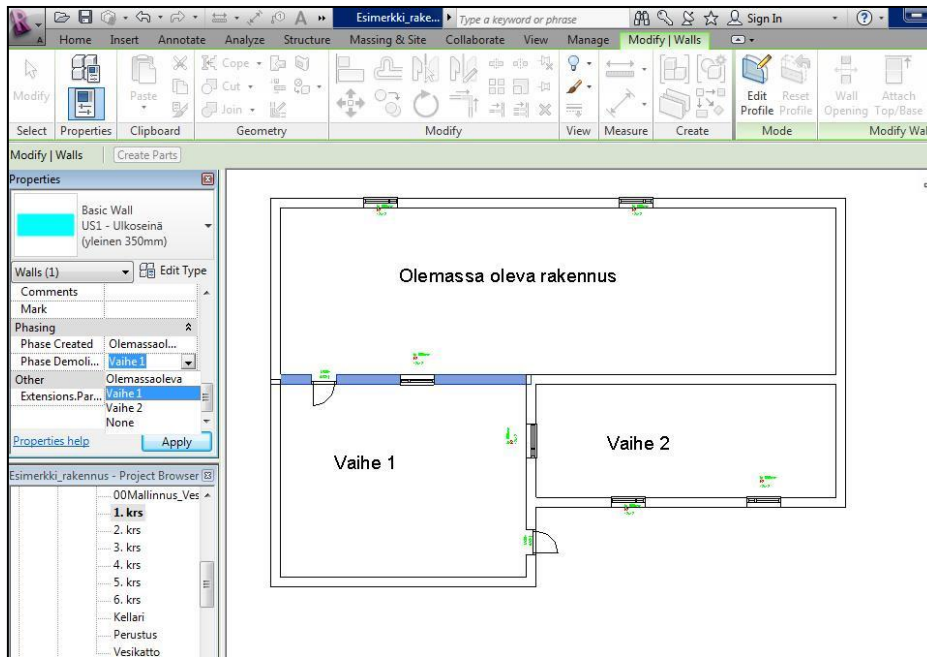 Esimerkki_rake...
Type a keyword or phrase
Sign In
Home Insert Annotate Analyze Structure Massing & Site Collaborate View Manage Modify | Walls
Modify
Paste
Cope
Cut
Join
Edit Profile
Reset Profile
Wall Opening
Attach Top/Base
Select Properties Clipboard Geometry Modify View Measure Create Mode Modify Wal
Modify | Walls Create Parts
Properties
Basic Wall
US1 - Ulkoseinä
(yleinen 350mm)
Walls (1) Edit Type
Comments
Mark
Phasing
Phase Created Olemassaol...
Phase Demoli... Vaihe 1
Other Olemassaoleva
Extensions.Par... Vaihe 1
Vaihe 2
None
Properties help Apply
Esimerkki_rakennus - Project Browser
00Mallinnus_Ves
1. krs
2. krs
3. krs
4. krs
5. krs
6. krs
Kellari
Perustus
Vesikatto
Olemassa oleva rakennus
Vaihe 1
Vaihe 2